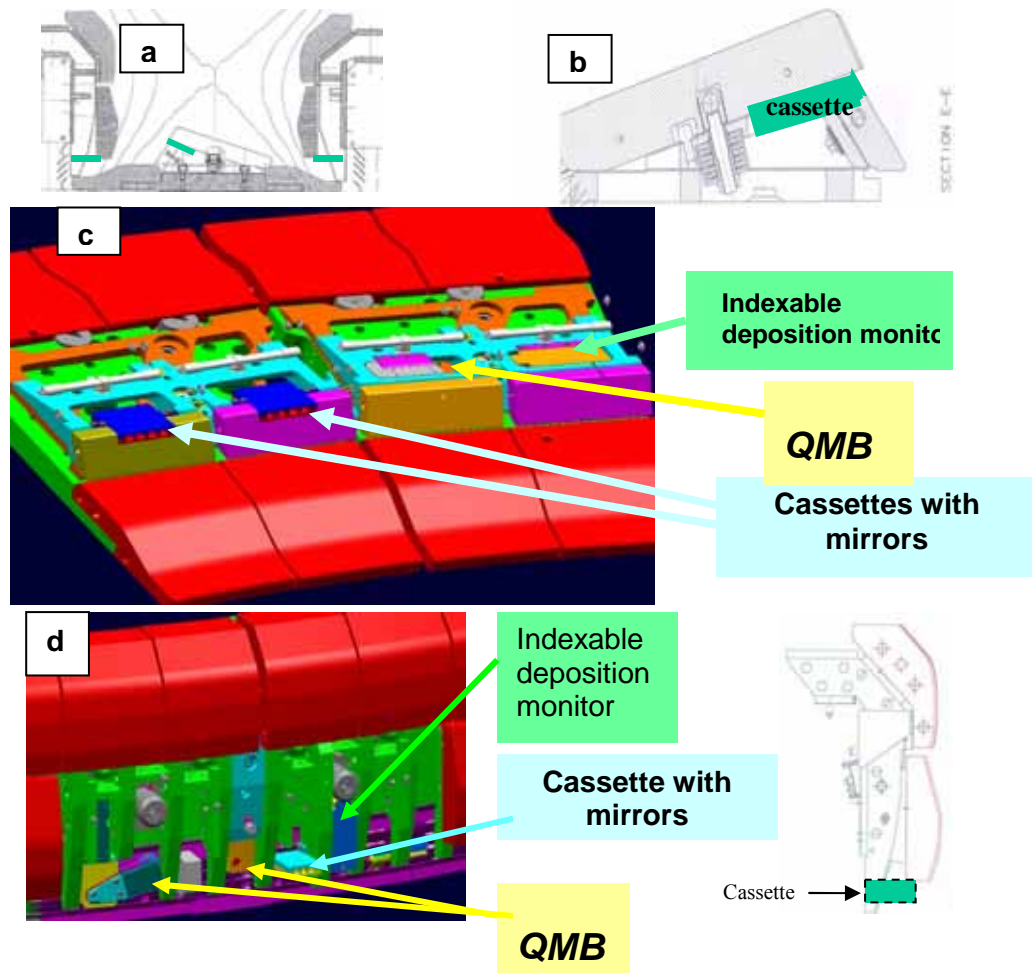 a
b
cassette
SECTION E-E
c
Indexable
deposition monitc
QMB
Cassettes with
mirrors
d
Indexable
deposition
monitor
Cassette with
mirrors
Cassette
QMB